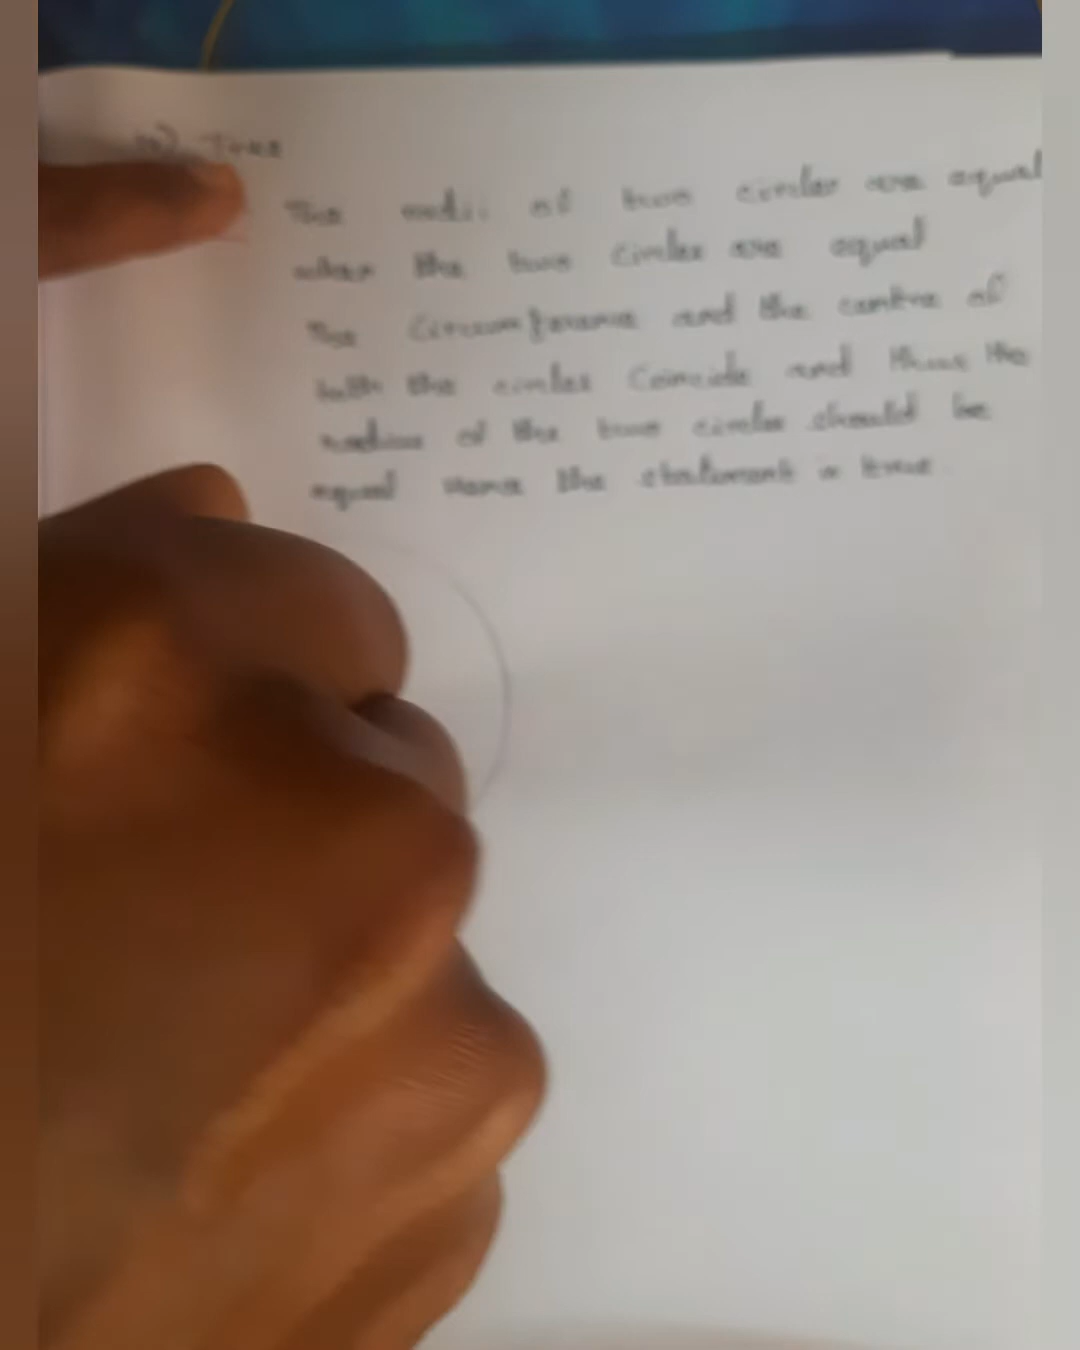 iv) True
The radii of two circles are equal
when the two circles are equal
The Circumference and the centre of
both the circles Coincide and thus the
radius of the two circles should be
equal Hence the statement is true